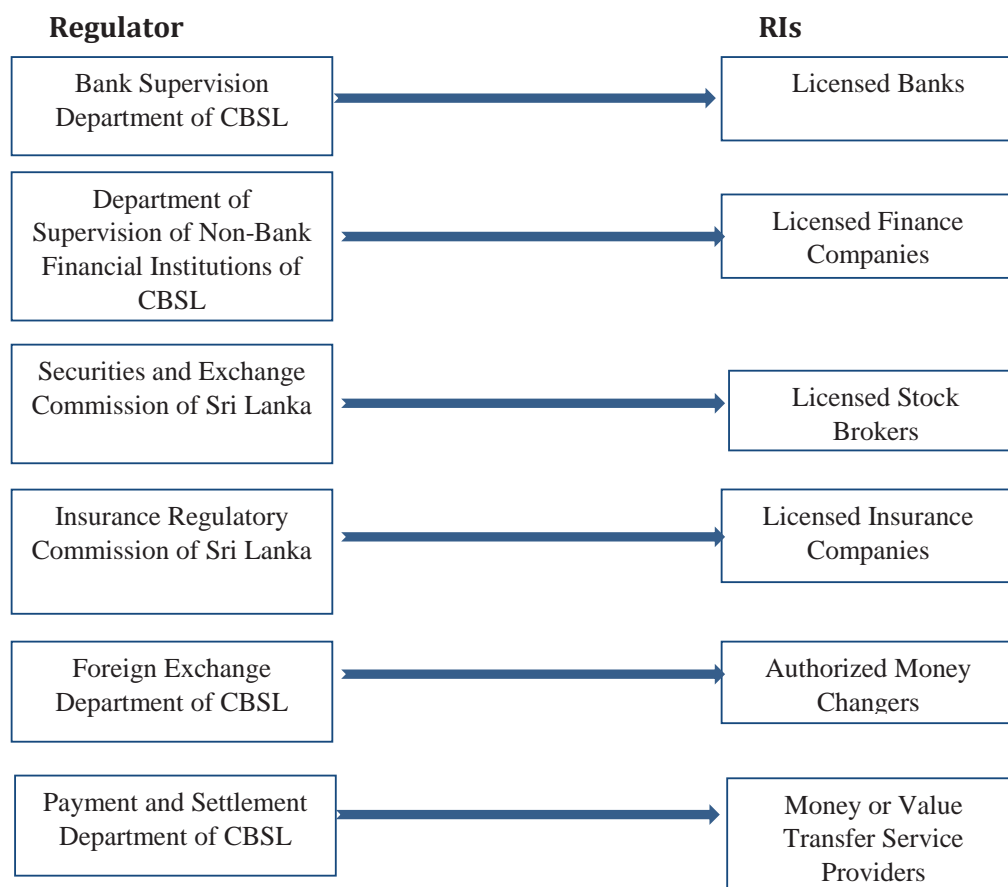 Regulator
RIs
Bank Supervision
Department of CBSL
Licensed Banks
Department of
Supervision of Non-Bank
Financial Institutions of
CBSL
Licensed Finance
Companies
Securities and Exchange
Commission of Sri Lanka
Licensed Stock
Brokers
Insurance Regulatory
Commission of Sri Lanka
Licensed Insurance
Companies
Foreign Exchange
Department of CBSL
Authorized Money
Changers
Payment and Settlement
Department of CBSL
Money or Value
Transfer Service
Providers